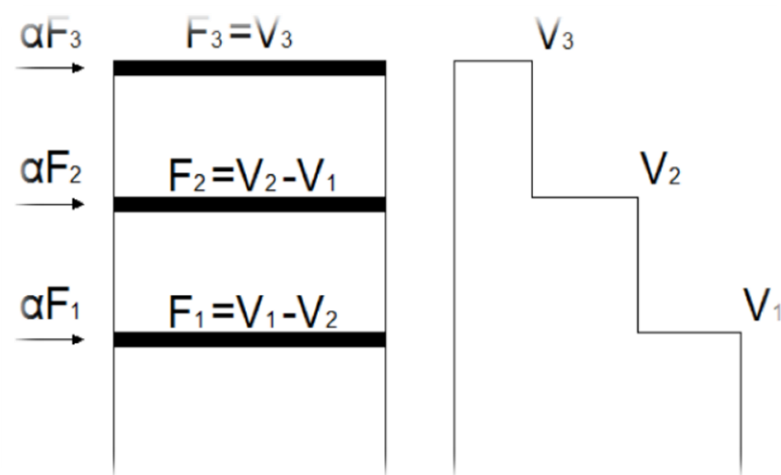 αF₃
F₃=V₃
V₃
αF₂
F₂=V₂-V₁
V₂
αF₁
F₁=V₁-V₂
V₁